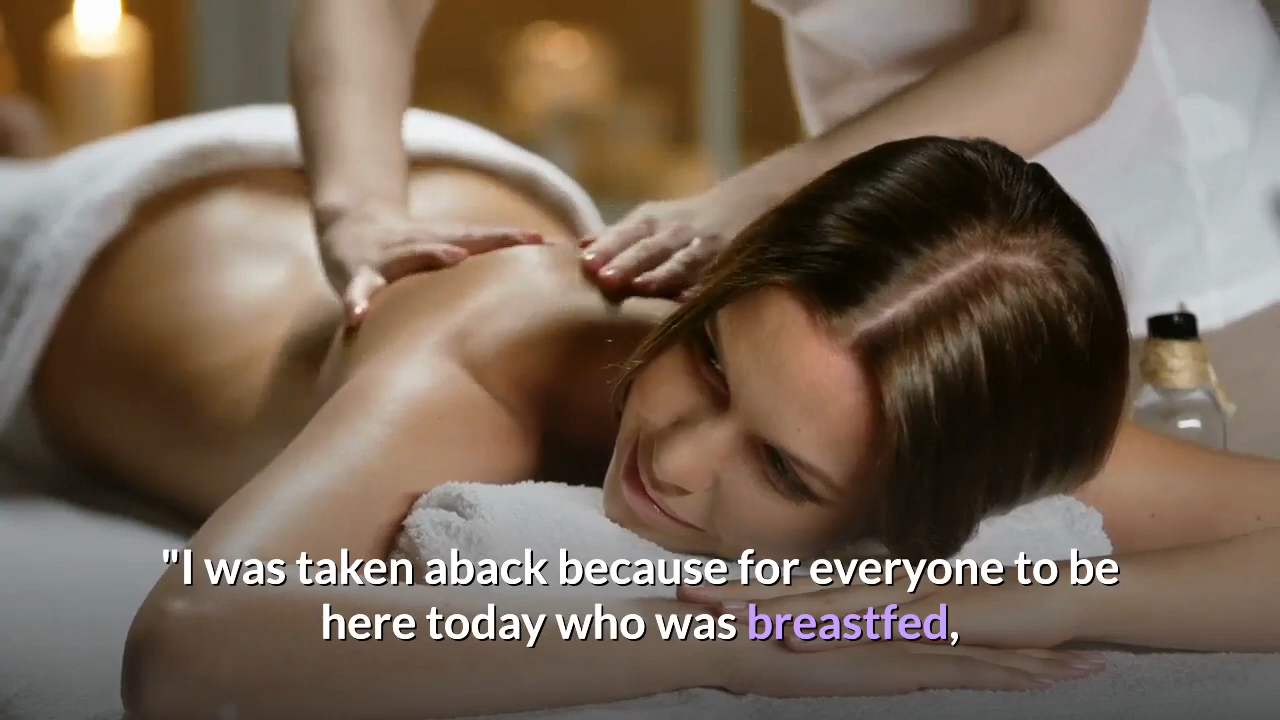 "I was taken aback because for everyone to be
here today who was breastfed,